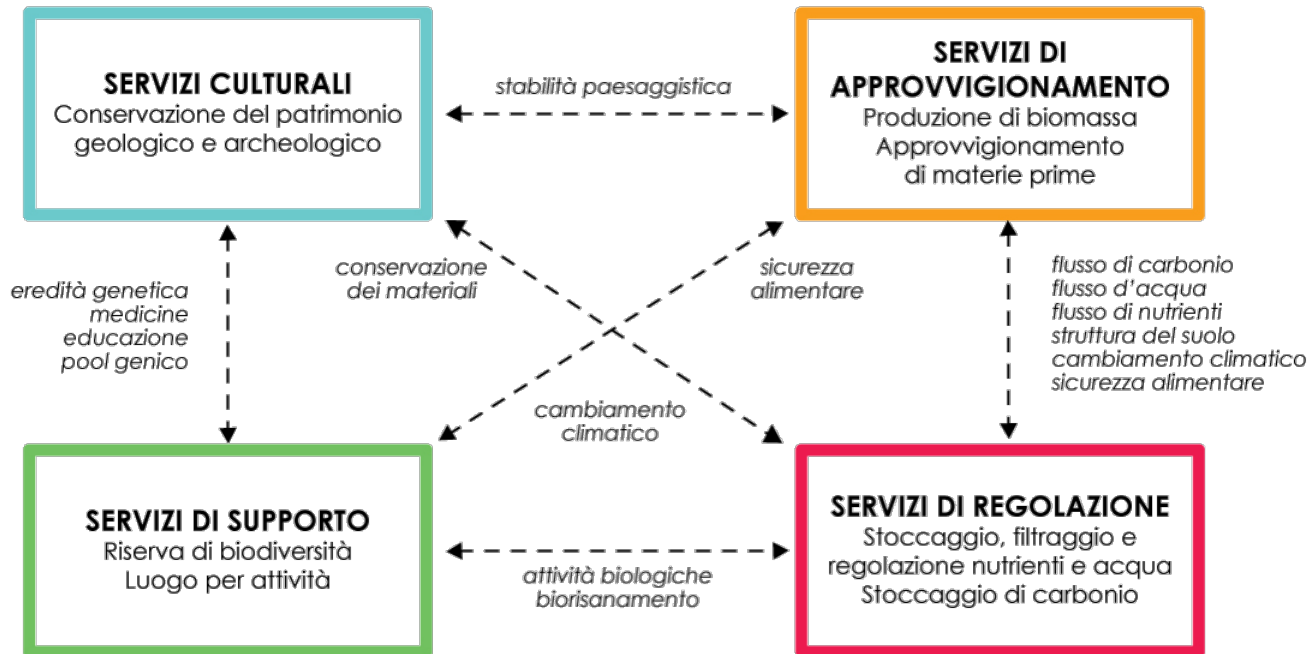 SERVIZI CULTURALI
Conservazione del patrimonio
geologico e archeologico
stabilità paesaggistica
SERVIZI DI
APPROVVIGIONAMENTO
Produzione di biomassa
Approvvigionamento
di materie prime
eredità genetica
medicine
educazione
pool genico
conservazione
dei materiali
sicurezza
alimentare
flusso di carbonio
flusso d’acqua
flusso di nutrienti
struttura del suolo
cambiamento climatico
sicurezza alimentare
cambiamento
climatico
SERVIZI DI SUPPORTO
Riserva di biodiversità
Luogo per attività
attività biologiche
biorisanamento
SERVIZI DI REGOLAZIONE
Stoccaggio, filtraggio e
regolazione nutrienti e acqua
Stoccaggio di carbonio